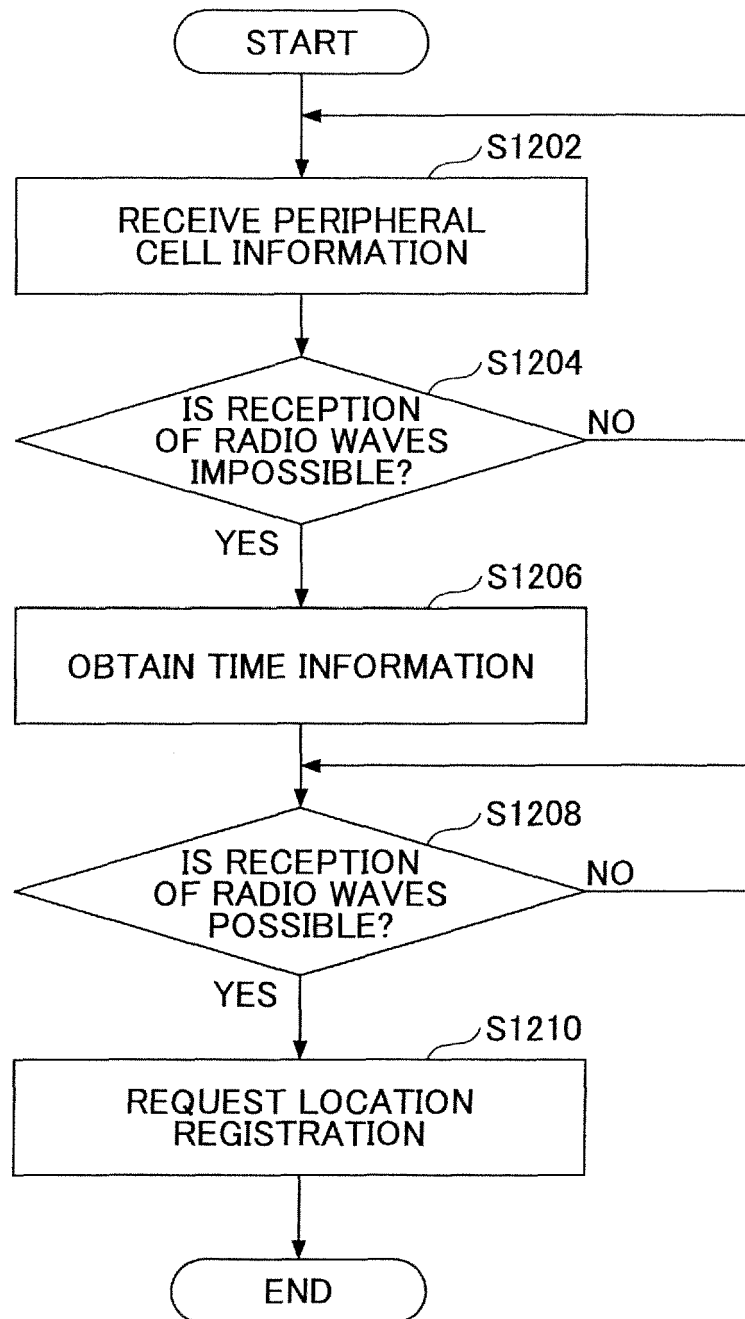 START
S1202
RECEIVE PERIPHERAL
CELL INFORMATION
S1204
IS RECEPTION
OF RADIO WAVES
IMPOSSIBLE?
NO
YES
S1206
OBTAIN TIME INFORMATION
S1208
IS RECEPTION
OF RADIO WAVES
POSSIBLE?
NO
YES
S1210
REQUEST LOCATION
REGISTRATION
END